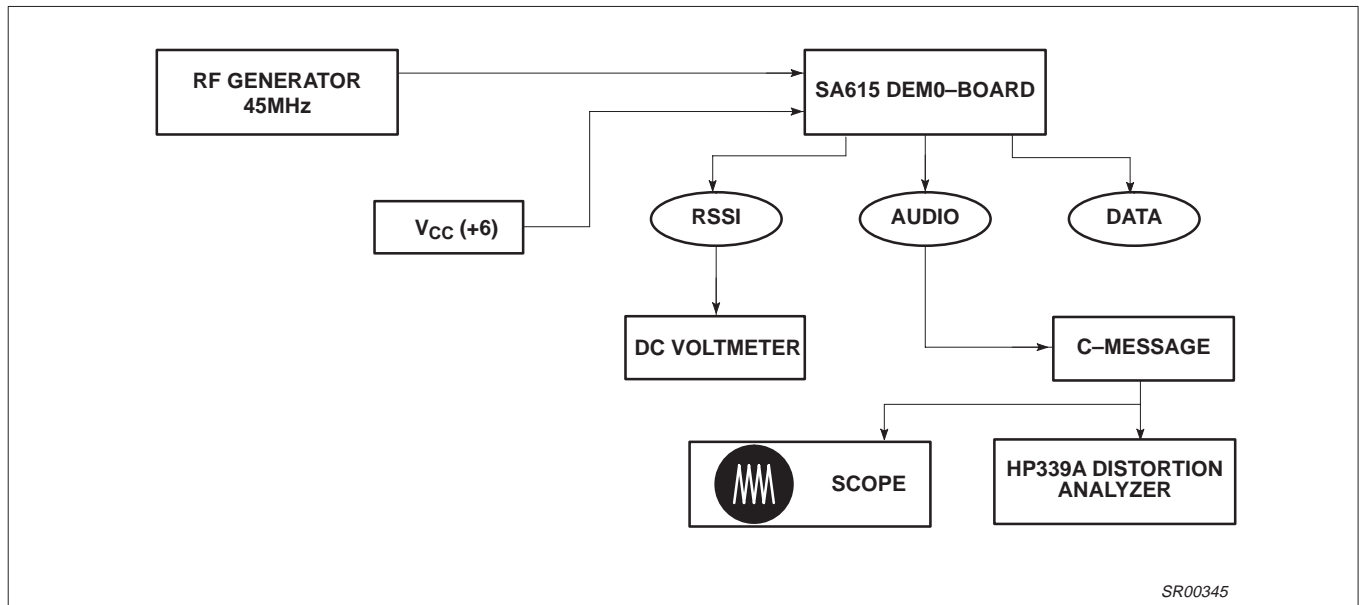 RF GENERATOR
45MHz
SA615 DEM0–BOARD
VCC (+6)
RSSI
AUDIO
DATA
DC VOLTMETER
C–MESSAGE
SCOPE
HP339A DISTORTION
ANALYZER
SR00345